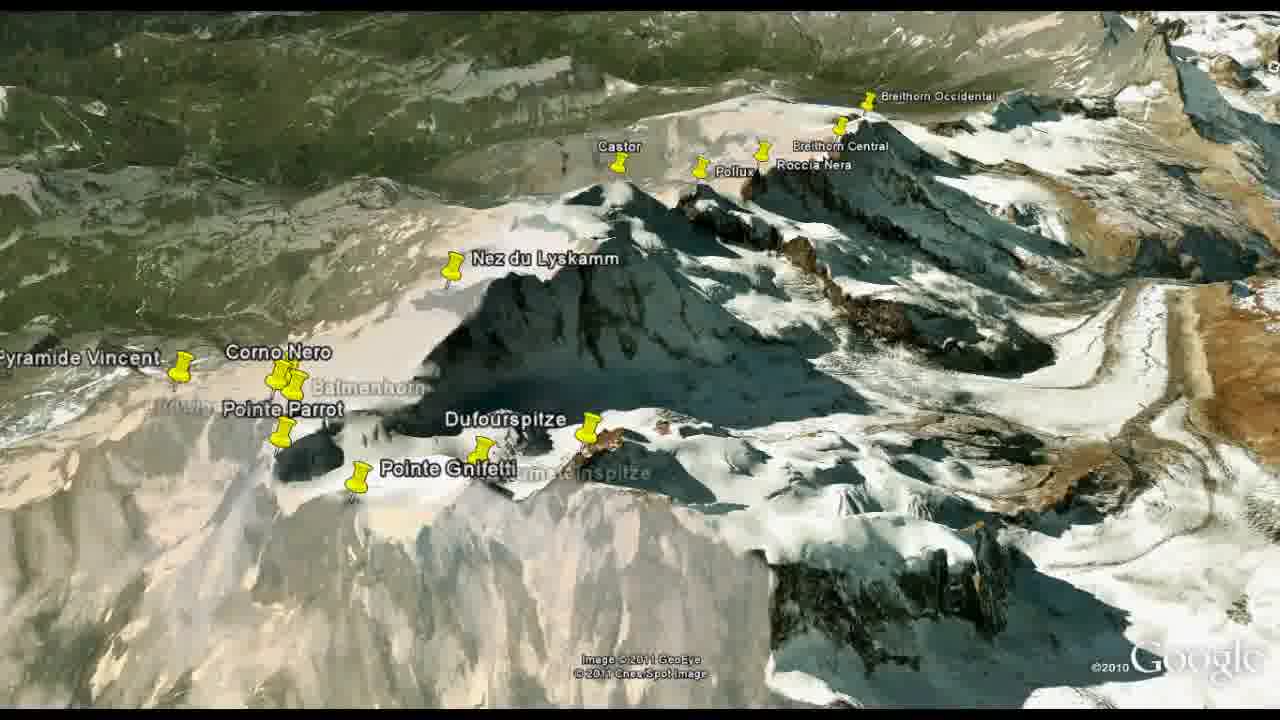 Breithorn Occidental
Castor
Breithorn Central
Pollux
Roccia Nera
Nez du Lyskamm
Pyramide Vincent
Corno Nero
Balmenhorn
Pointe Parrot
Dufourspitze
Pointe Gnifetti
Image © 2011 GeoEye
© 2011 Cnes/Spot Image
©2010 Google